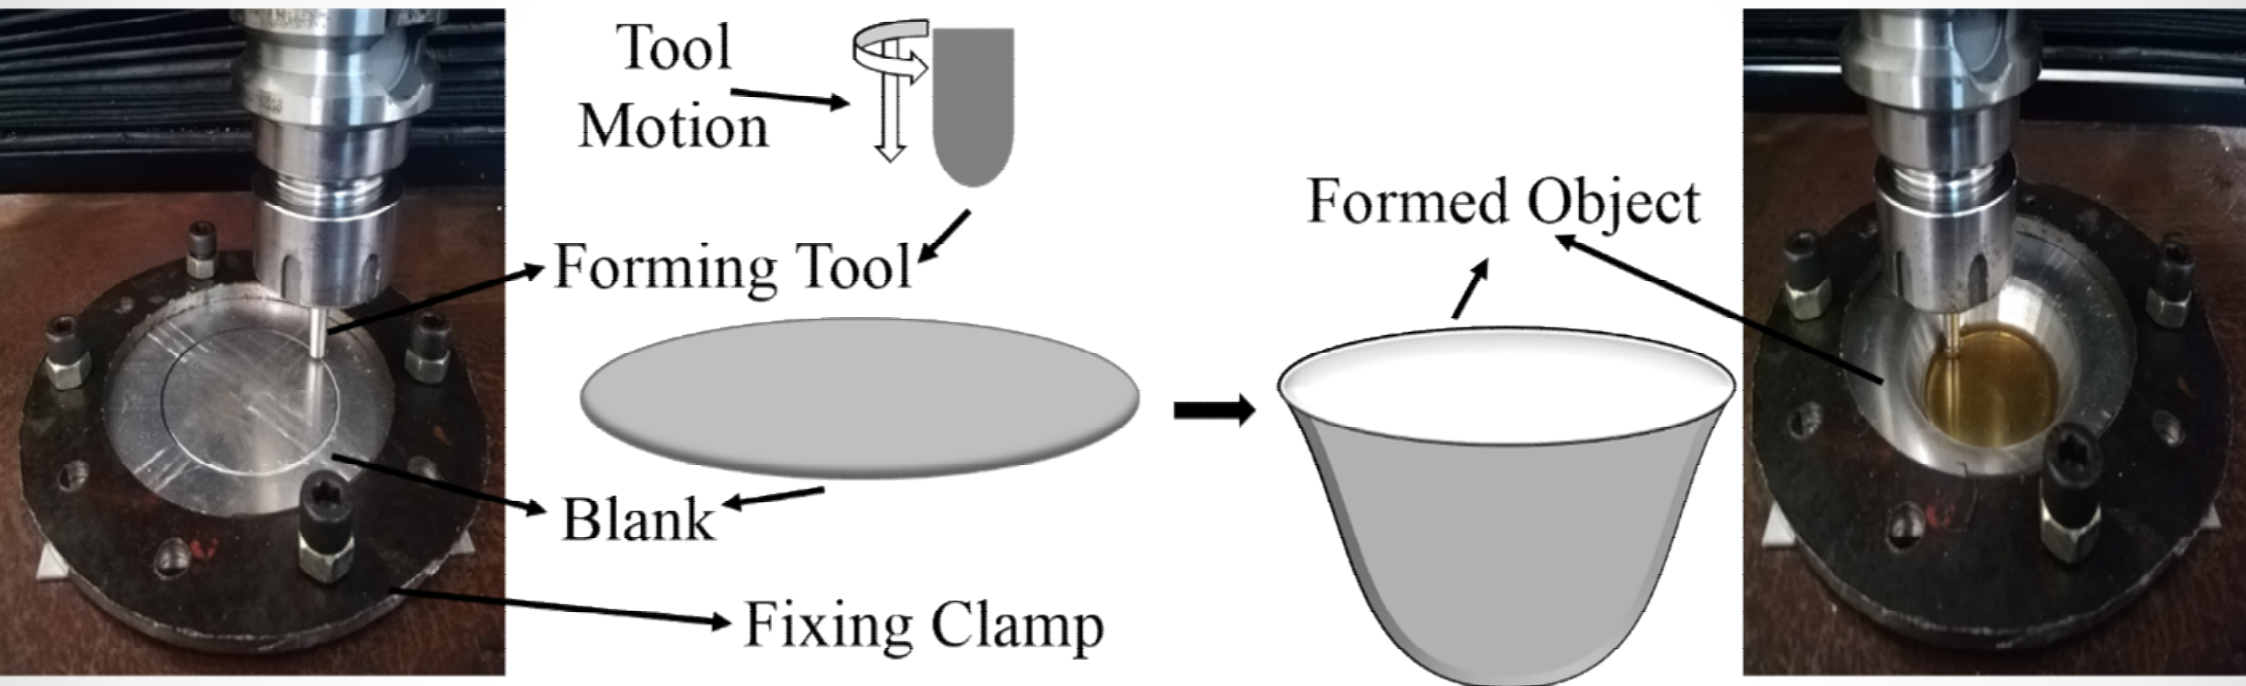 Tool
Motion
Forming Tool
Formed Object
Blank
Fixing Clamp